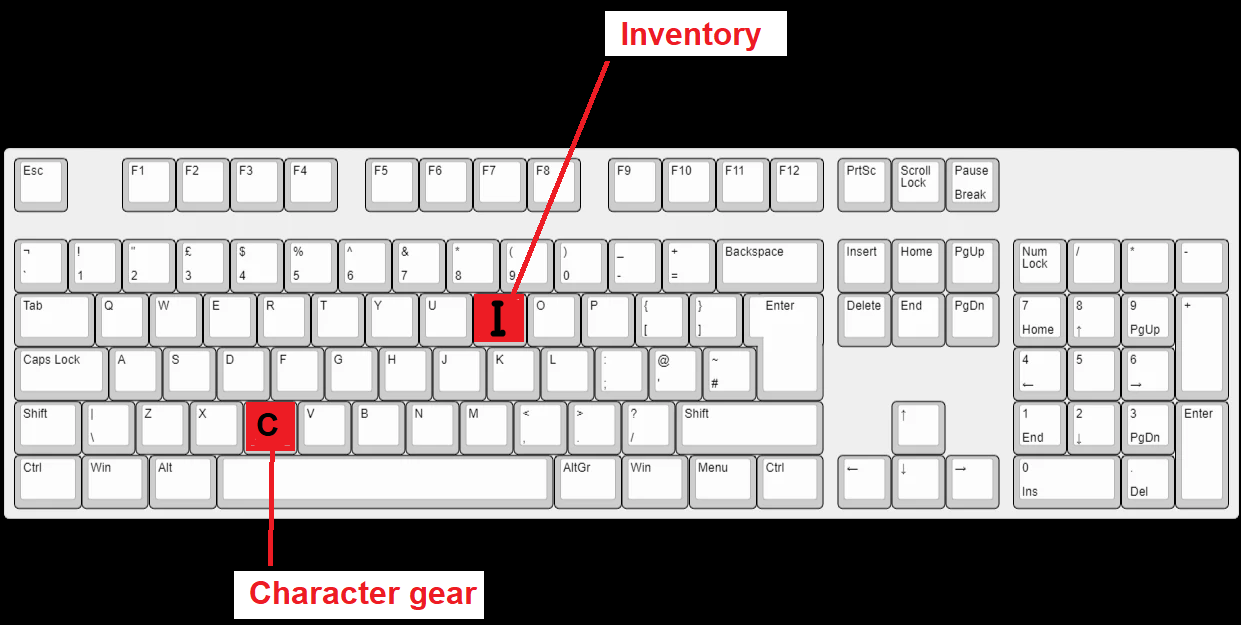 Inventory
Esc F1 F2 F3 F4 F5 F6 F7 F8 F9 F10 F11 F12 PrtSc Scroll Lock Pause Break
¬ ` ! 1 " 2 £ 3 $ 4 % 5 ^ 6 & 7 * 8 ( 9 ) 0 _ - + = Backspace Insert Home PgUp Num Lock / * -
Tab Q W E R T Y U I O P { [ } ] Enter Delete End PgDn 7 Home 8 ↑ 9 PgUp +
Caps Lock A S D F G H J K L : ; @ ' ~ # 4 ← 5 6 →
Shift | \ Z X C V B N M < , > . ? / Shift ↑ 1 End 2 ↓ 3 PgDn Enter
Ctrl Win Alt AltGr Win Menu Ctrl ← ↓ → 0 Ins . Del
Character gear